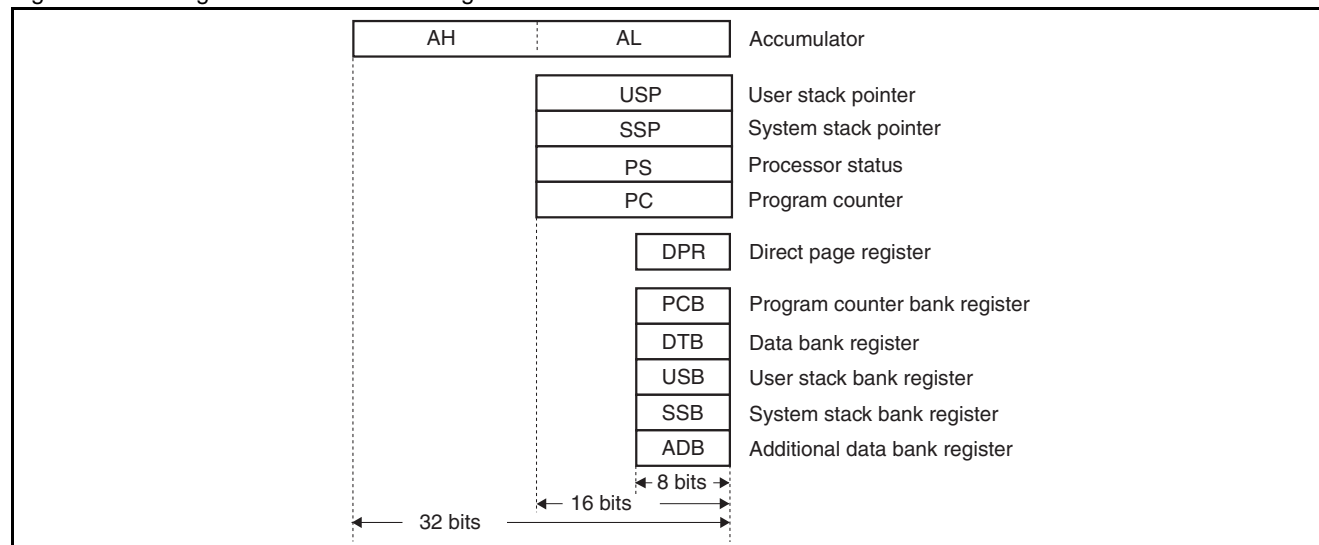 AH AL Accumulator
USP User stack pointer
SSP System stack pointer
PS Processor status
PC Program counter
DPR Direct page register
PCB Program counter bank register
DTB Data bank register
USB User stack bank register
SSB System stack bank register
ADB Additional data bank register
8 bits
16 bits
32 bits